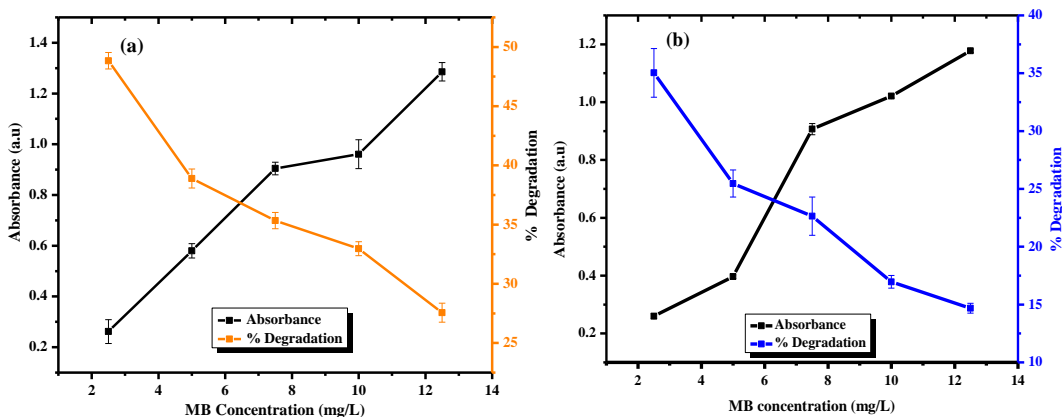 (a)
Absorbance (a.u)
1.4
1.2
1.0
0.8
0.6
0.4
0.2
50
45
40
35
30
25
% Degradation
Absorbance
% Degradation
2 4 6 8 10 12 14
MB Concentration (mg/L)
(b)
Absorbance (a.u)
1.2
1.0
0.8
0.6
0.4
0.2
40
35
30
25
20
15
10
% Degradation
Absorbance
% Degradation
2 4 6 8 10 12 14
MB concentration (mg/L)